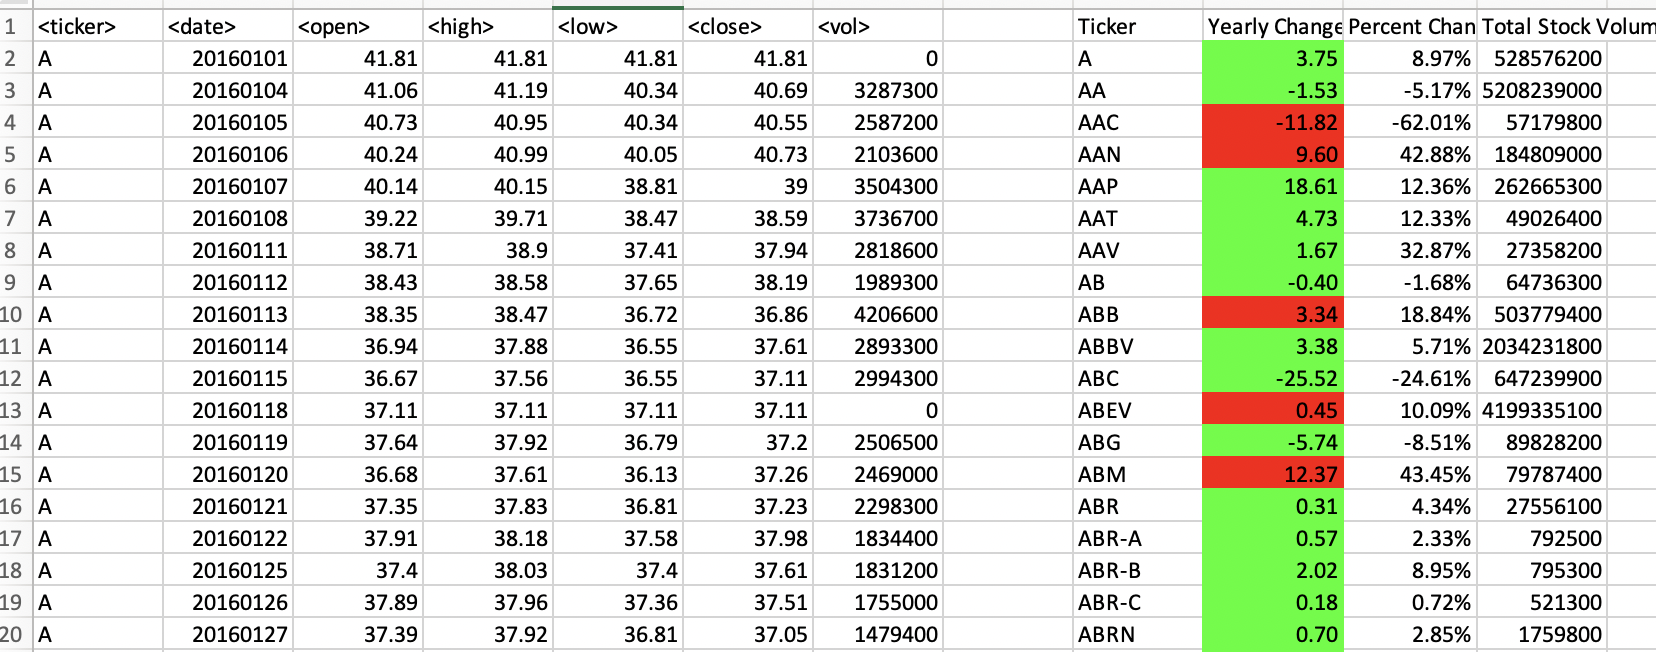 1 <ticker> <date> <open> <high> <low> <close> <vol> Ticker Yearly Change Percent Chan Total Stock Volum
2 A 20160101 41.81 41.81 41.81 41.81 0 A 3.75 8.97% 528576200
3 A 20160104 41.06 41.19 40.34 40.69 3287300 AA -1.53 -5.17% 5208239000
4 A 20160105 40.73 40.95 40.34 40.55 2587200 AAC -11.82 -62.01% 57179800
5 A 20160106 40.24 40.99 40.05 40.73 2103600 AAN 9.60 42.88% 184809000
6 A 20160107 40.14 40.15 38.81 39 3504300 AAP 18.61 12.36% 262665300
7 A 20160108 39.22 39.71 38.47 38.59 3736700 AAT 4.73 12.33% 49026400
8 A 20160111 38.71 38.9 37.41 37.94 2818600 AAV 1.67 32.87% 27358200
9 A 20160112 38.43 38.58 37.65 38.19 1989300 AB -0.40 -1.68% 64736300
10 A 20160113 38.35 38.47 36.72 36.86 4206600 ABB 3.34 18.84% 503779400
11 A 20160114 36.94 37.88 36.55 37.61 2893300 ABBV 3.38 5.71% 2034231800
12 A 20160115 36.67 37.56 36.55 37.11 2994300 ABC -25.52 -24.61% 647239900
13 A 20160118 37.11 37.11 37.11 37.11 0 ABEV 0.45 10.09% 4199335100
14 A 20160119 37.64 37.92 36.79 37.2 2506500 ABG -5.74 -8.51% 89828200
15 A 20160120 36.68 37.61 36.13 37.26 2469000 ABM 12.37 43.45% 79787400
16 A 20160121 37.35 37.83 36.81 37.23 2298300 ABR 0.31 4.34% 27556100
17 A 20160122 37.91 38.18 37.58 37.98 1834400 ABR-A 0.57 2.33% 792500
18 A 20160125 37.4 38.03 37.4 37.61 1831200 ABR-B 2.02 8.95% 795300
19 A 20160126 37.89 37.96 37.36 37.51 1755000 ABR-C 0.18 0.72% 521300
20 A 20160127 37.39 37.92 36.81 37.05 1479400 ABRN 0.70 2.85% 1759800